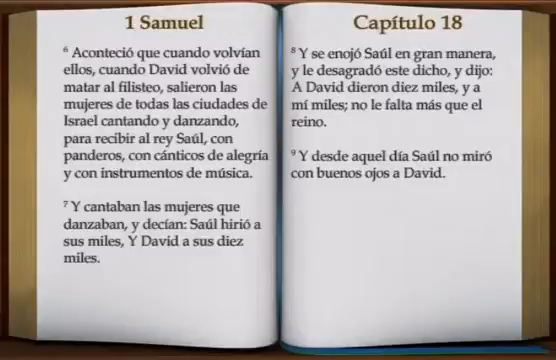 1 Samuel
⁶ Aconteció que cuando volvían
ellos, cuando David volvió de
matar al filisteo, salieron las
mujeres de todas las ciudades de
Israel cantando y danzando,
para recibir al rey Saúl, con
panderos, con cánticos de alegría
y con instrumentos de música.
⁷ Y cantaban las mujeres que
danzaban, y decían: Saúl hirió a
sus miles, Y David a sus diez
miles.
Capítulo 18
⁸ Y se enojó Saúl en gran manera,
y le desagradó este dicho, y dijo:
A David dieron diez miles, y a
mí miles; no le falta más que el
reino.
⁹ Y desde aquel día Saúl no miró
con buenos ojos a David.